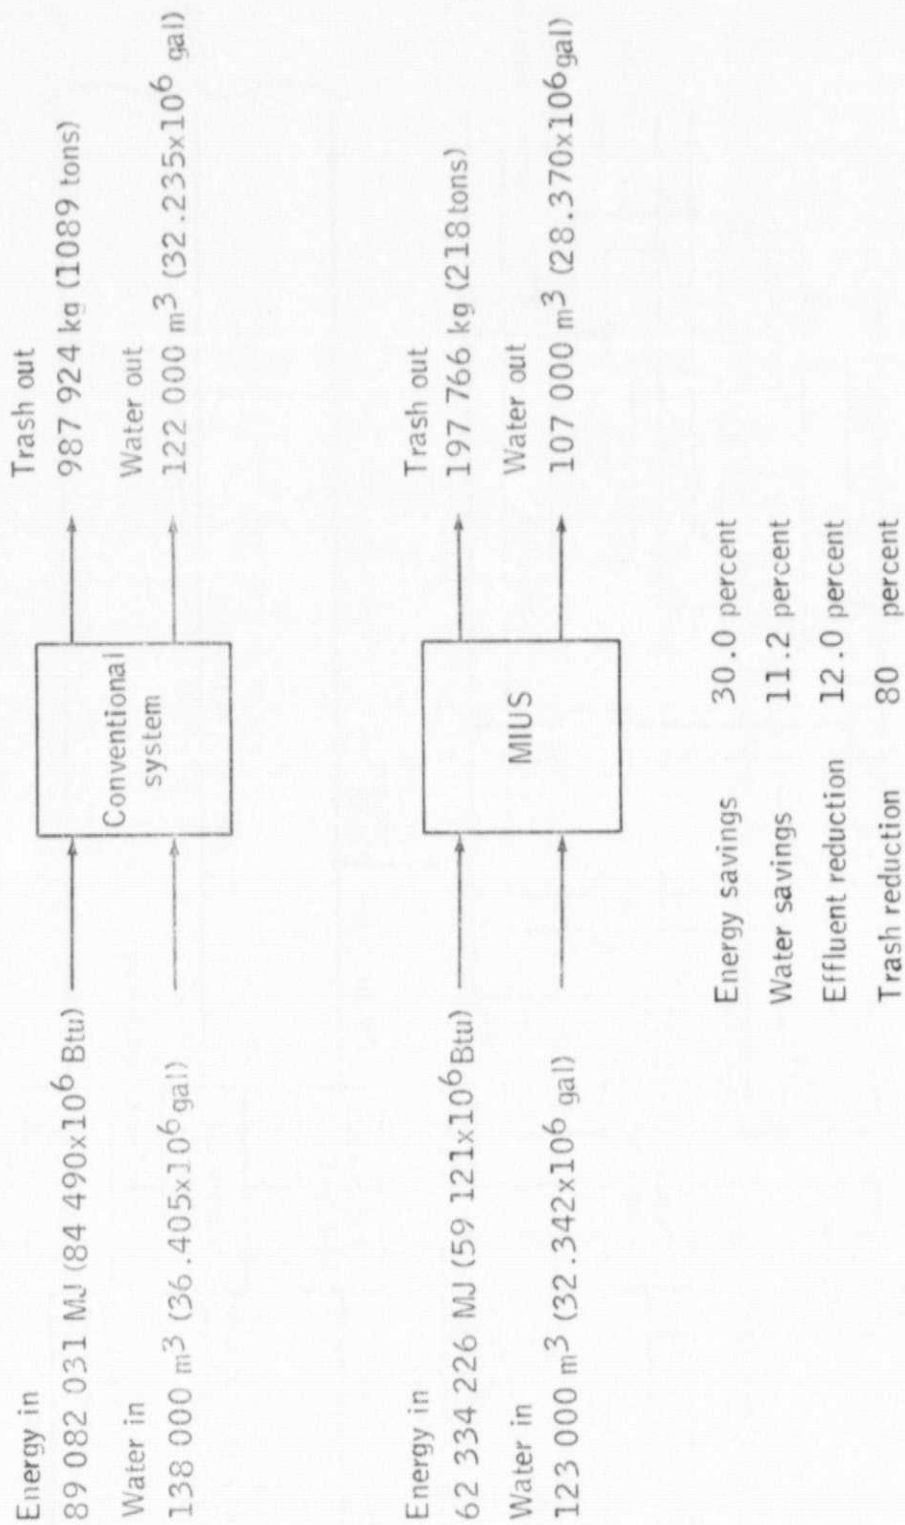 Energy in
89 082 031 MJ (84 490x10⁶ Btu)
Water in
138 000 m³ (36.405x10⁶ gal)
Conventional
system
Trash out
987 924 kg (1089 tons)
Water out
122 000 m³ (32.235x10⁶ gal)
Energy in
62 334 226 MJ (59 121x10⁶ Btu)
Water in
123 000 m³ (32.342x10⁶ gal)
MIUS
Trash out
197 766 kg (218 tons)
Water out
107 000 m³ (28.370x10⁶ gal)
Energy savings 30.0 percent
Water savings 11.2 percent
Effluent reduction 12.0 percent
Trash reduction 80 percent